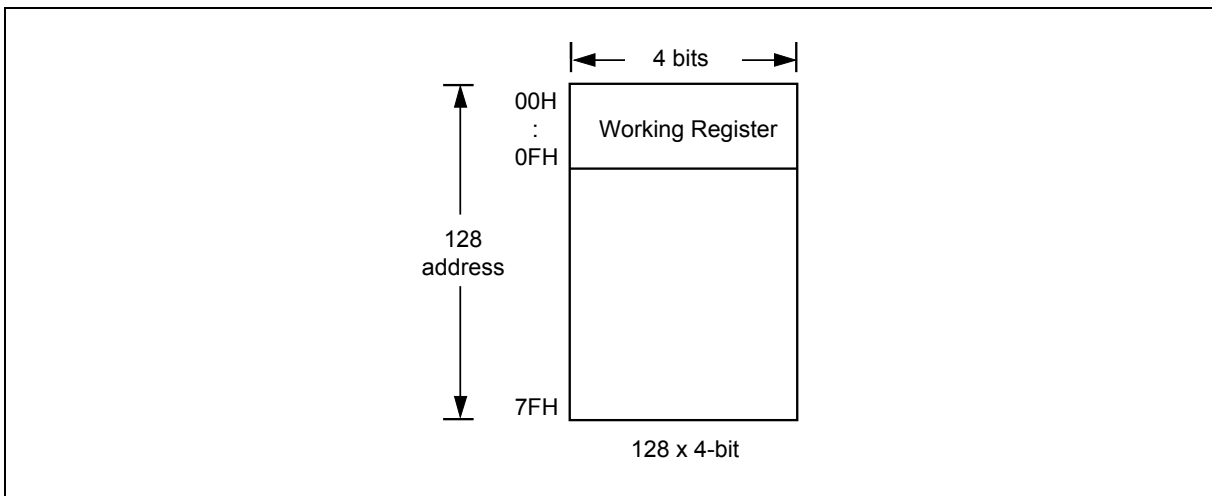 4 bits
00H
:
0FH
Working Register
128
address
7FH
128 x 4-bit